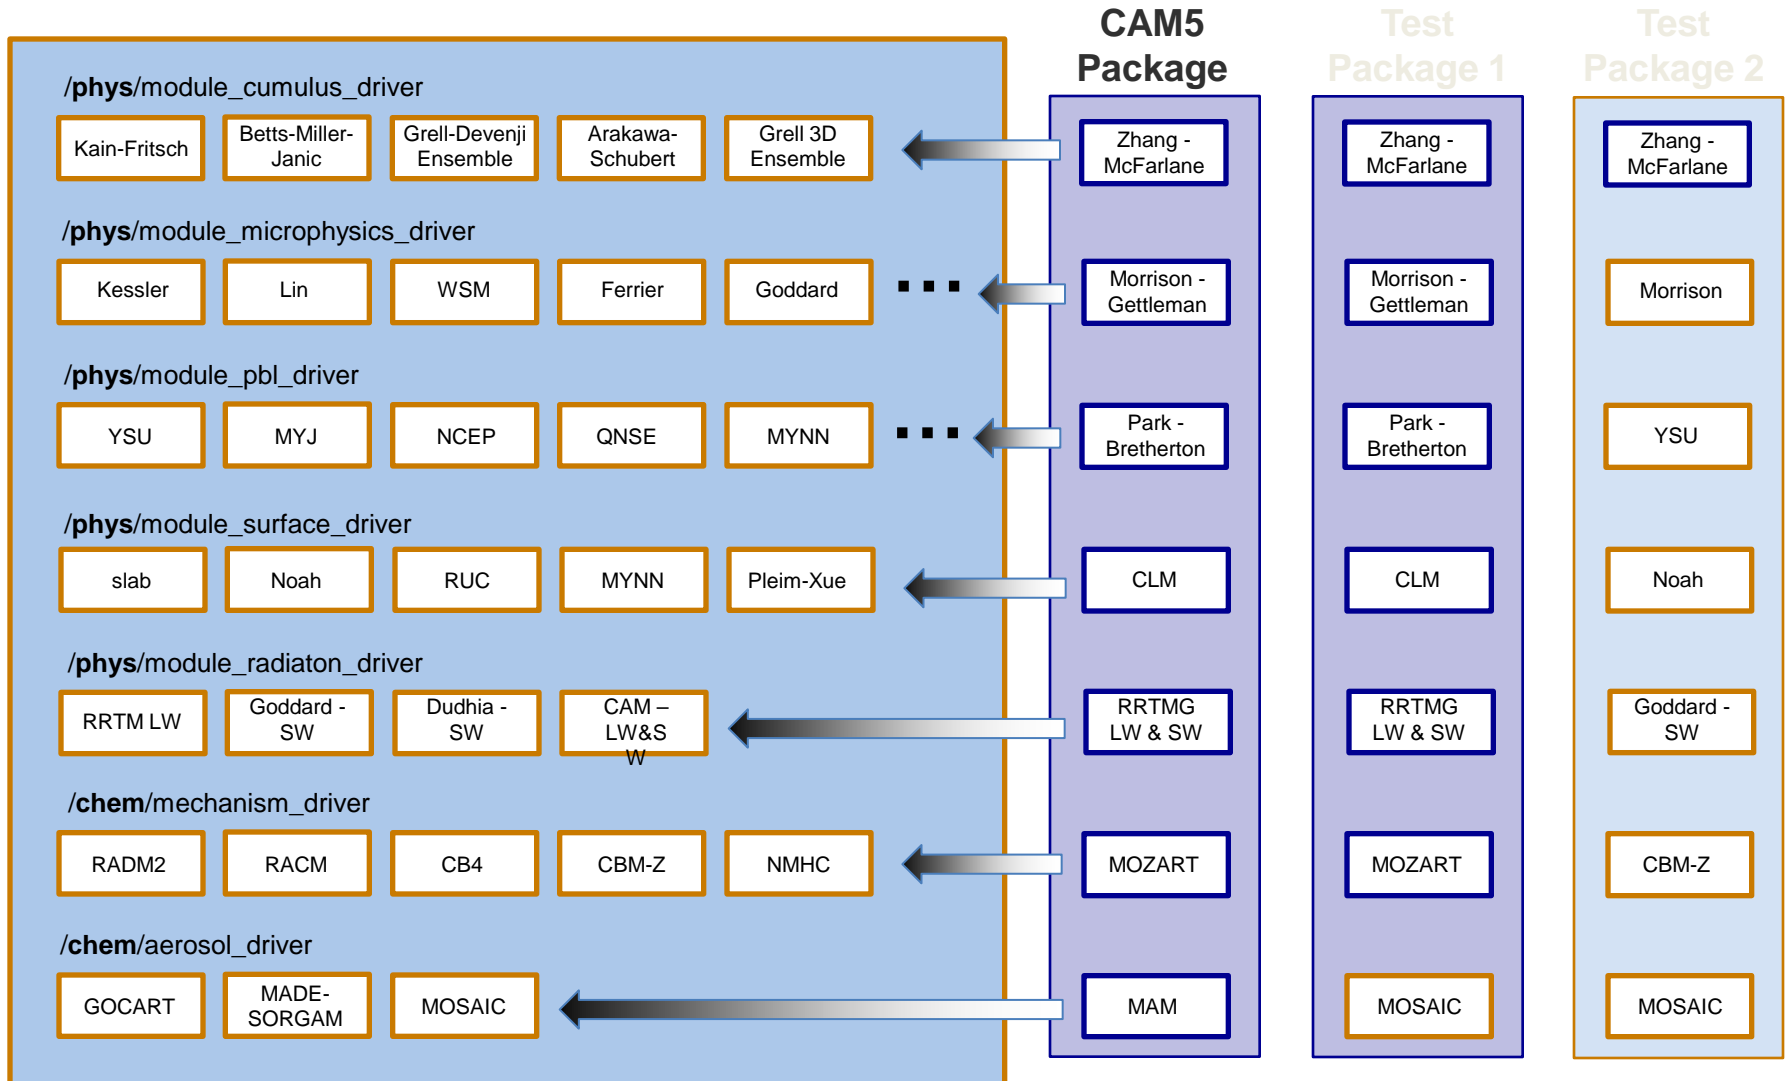 CAM5
Package
Test
Package 1
Test
Package 2
/phys/module_cumulus_driver
Kain-Fritsch
Betts-Miller-
Janic
Grell-Devenji
Ensemble
Arakawa-
Schubert
Grell 3D
Ensemble
Zhang -
McFarlane
Zhang -
McFarlane
Zhang -
McFarlane
/phys/module_microphysics_driver
Kessler
Lin
WSM
Ferrier
Goddard
...
Morrison -
Gettleman
Morrison -
Gettleman
Morrison
/phys/module_pbl_driver
YSU
MYJ
NCEP
QNSE
MYNN
...
Park -
Bretherton
Park -
Bretherton
YSU
/phys/module_surface_driver
slab
Noah
RUC
MYNN
Pleim-Xue
CLM
CLM
Noah
/phys/module_radiaton_driver
RRTM LW
Goddard -
SW
Dudhia -
SW
CAM –
LW&S
W
RRTMG
LW & SW
RRTMG
LW & SW
Goddard -
SW
/chem/mechanism_driver
RADM2
RACM
CB4
CBM-Z
NMHC
MOZART
MOZART
CBM-Z
/chem/aerosol_driver
GOCART
MADE-
SORGAM
MOSAIC
MAM
MOSAIC
MOSAIC